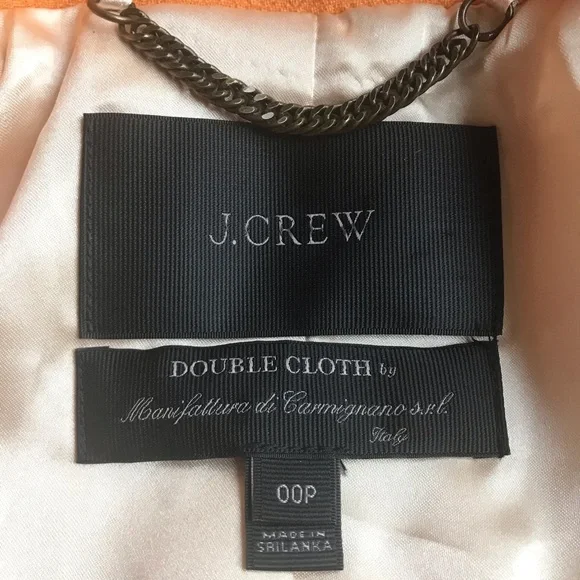 J.CREW
DOUBLE CLOTH by
Manifattura di Carmignano s.r.l.
Italy
00P
MADE IN
SRILANKA